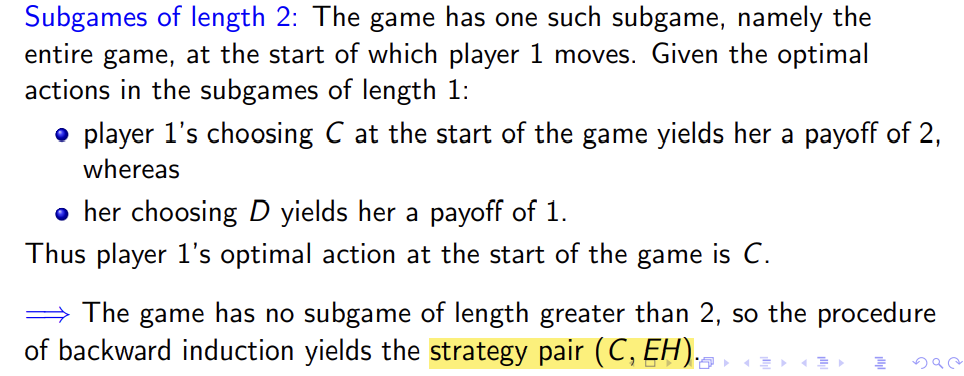 Subgames of length 2: The game has one such subgame, namely the
entire game, at the start of which player 1 moves. Given the optimal
actions in the subgames of length 1:
player 1's choosing C at the start of the game yields her a payoff of 2,
whereas
her choosing D yields her a payoff of 1.
Thus player 1's optimal action at the start of the game is C.
⟹ The game has no subgame of length greater than 2, so the procedure
of backward induction yields the strategy pair (C, EH).